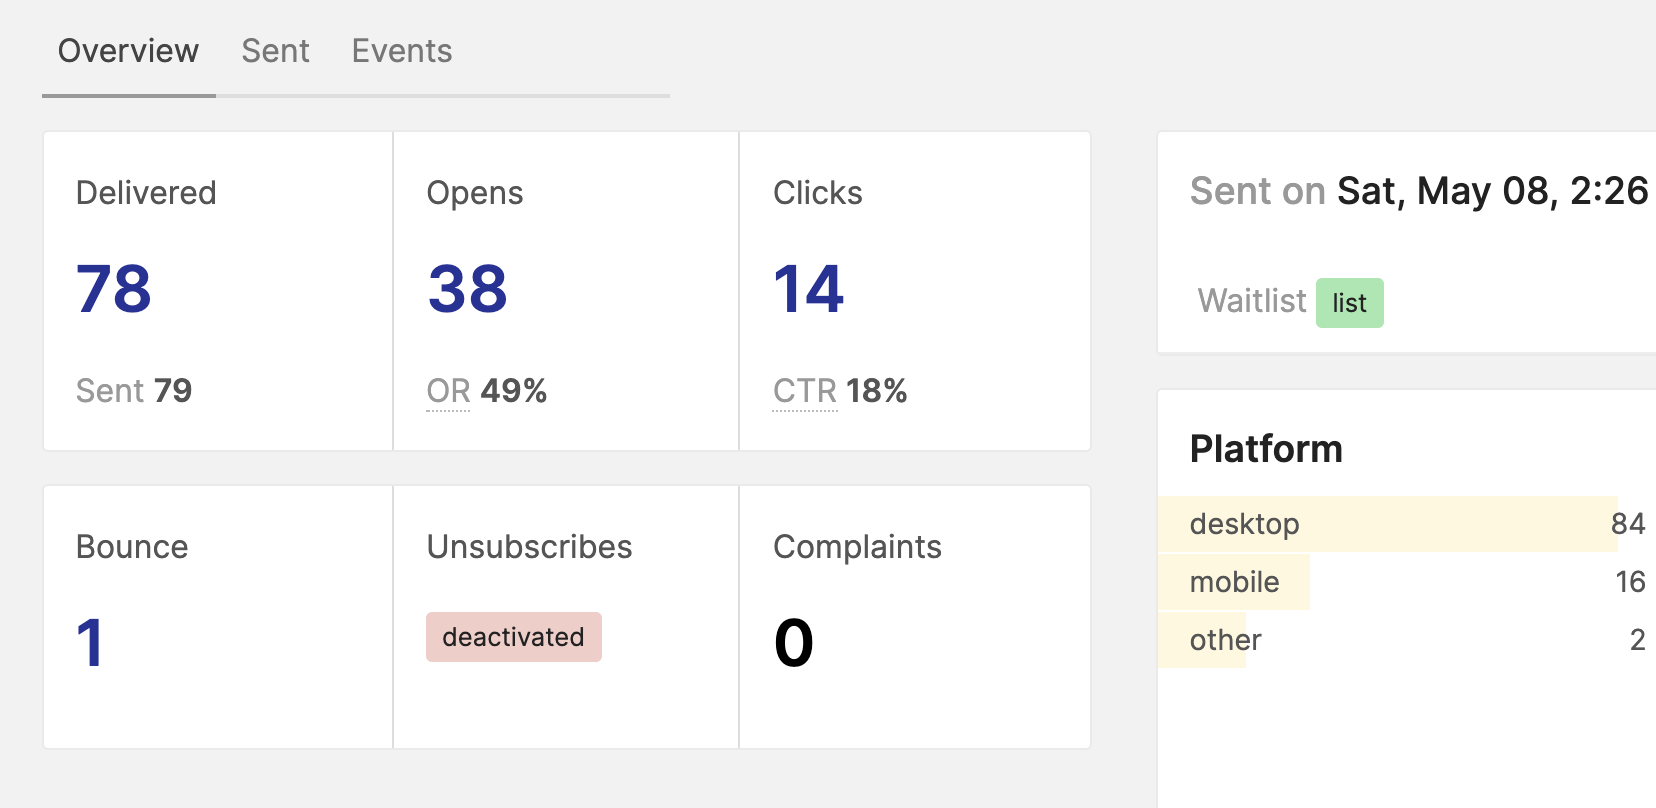 Overview Sent Events
Delivered Opens Clicks
78 38 14
Sent 79 OR 49% CTR 18%
Bounce Unsubscribes Complaints
1 deactivated 0
Sent on Sat, May 08, 2:26
Waitlist list
Platform
desktop 84
mobile 16
other 2